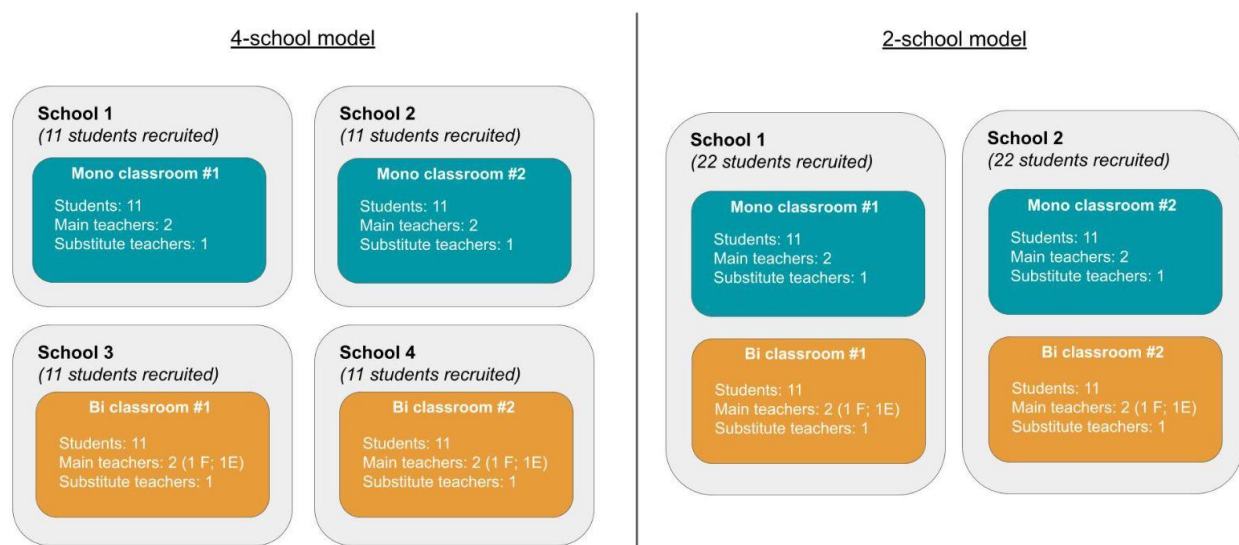 4-school model
School 1
(11 students recruited)
Mono classroom #1
Students: 11
Main teachers: 2
Substitute teachers: 1
School 2
(11 students recruited)
Mono classroom #2
Students: 11
Main teachers: 2
Substitute teachers: 1
School 3
(11 students recruited)
Bi classroom #1
Students: 11
Main teachers: 2 (1 F; 1E)
Substitute teachers: 1
School 4
(11 students recruited)
Bi classroom #2
Students: 11
Main teachers: 2 (1 F; 1E)
Substitute teachers: 1
2-school model
School 1
(22 students recruited)
Mono classroom #1
Students: 11
Main teachers: 2
Substitute teachers: 1
Bi classroom #1
Students: 11
Main teachers: 2 (1 F; 1E)
Substitute teachers: 1
School 2
(22 students recruited)
Mono classroom #2
Students: 11
Main teachers: 2
Substitute teachers: 1
Bi classroom #2
Students: 11
Main teachers: 2 (1 F; 1E)
Substitute teachers: 1